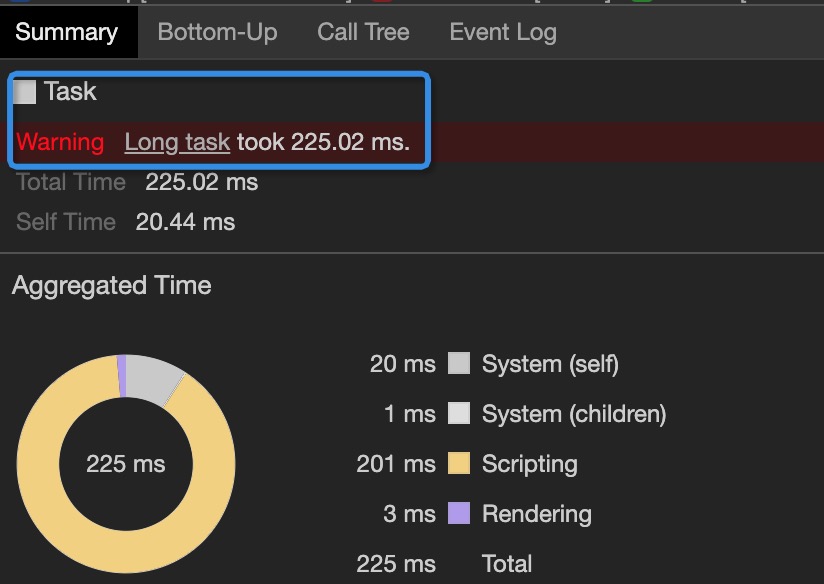 Summary Bottom-Up Call Tree Event Log
Task
Warning Long task took 225.02 ms.
Total Time 225.02 ms
Self Time 20.44 ms
Aggregated Time
20 ms System (self)
1 ms System (children)
225 ms
201 ms Scripting
3 ms Rendering
225 ms Total